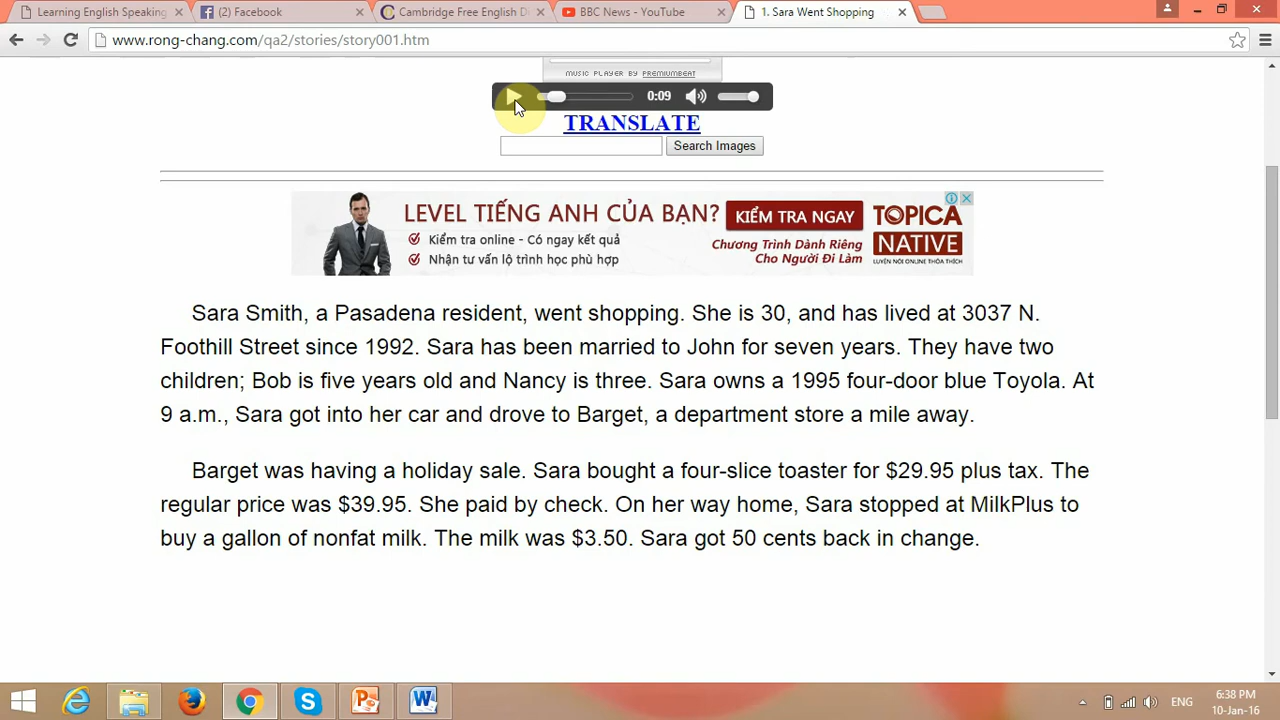 Learning English Speaking
(2) Facebook
Cambridge Free English Di
BBC News - YouTube
1. Sara Went Shopping
www.rong-chang.com/qa2/stories/story001.htm
MUSIC PLAYER BY PREMIUMBEAT
0:09
TRANSLATE
Search Images
LEVEL TIẾNG ANH CỦA BẠN?
Kiểm tra online - Có ngay kết quả
Nhận tư vấn lộ trình học phù hợp
KIỂM TRA NGAY
Chương Trình Dành Riêng
Cho Người Đi Làm
TOPICA
NATIVE
LUYỆN NÓI ONLINE THỎA THÍCH
Sara Smith, a Pasadena resident, went shopping. She is 30, and has lived at 3037 N.
Foothill Street since 1992. Sara has been married to John for seven years. They have two
children; Bob is five years old and Nancy is three. Sara owns a 1995 four-door blue Toyola. At
9 a.m., Sara got into her car and drove to Barget, a department store a mile away.
Barget was having a holiday sale. Sara bought a four-slice toaster for $29.95 plus tax. The
regular price was $39.95. She paid by check. On her way home, Sara stopped at MilkPlus to
buy a gallon of nonfat milk. The milk was $3.50. Sara got 50 cents back in change.
ENG
6:38 PM
10-Jan-16